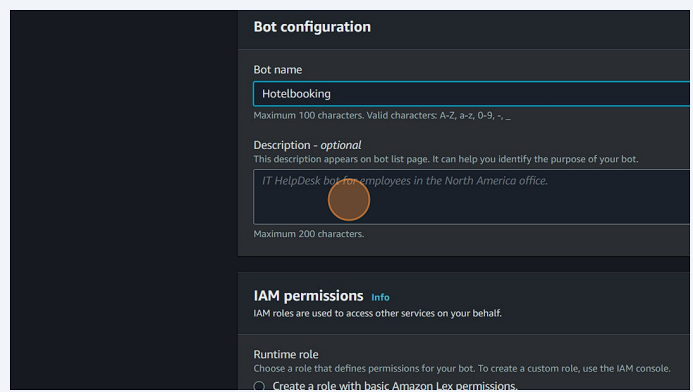 Bot configuration
Bot name
Hotelbooking
Maximum 100 characters. Valid characters: A-Z, a-z, 0-9, -, _
Description - optional
This description appears on bot list page. It can help you identify the purpose of your bot.
IT HelpDesk bot for employees in the North America office.
Maximum 200 characters.
IAM permissions Info
IAM roles are used to access other services on your behalf.
Runtime role
Choose a role that defines permissions for your bot. To create a custom role, use the IAM console.
Create a role with basic Amazon Lex permissions.